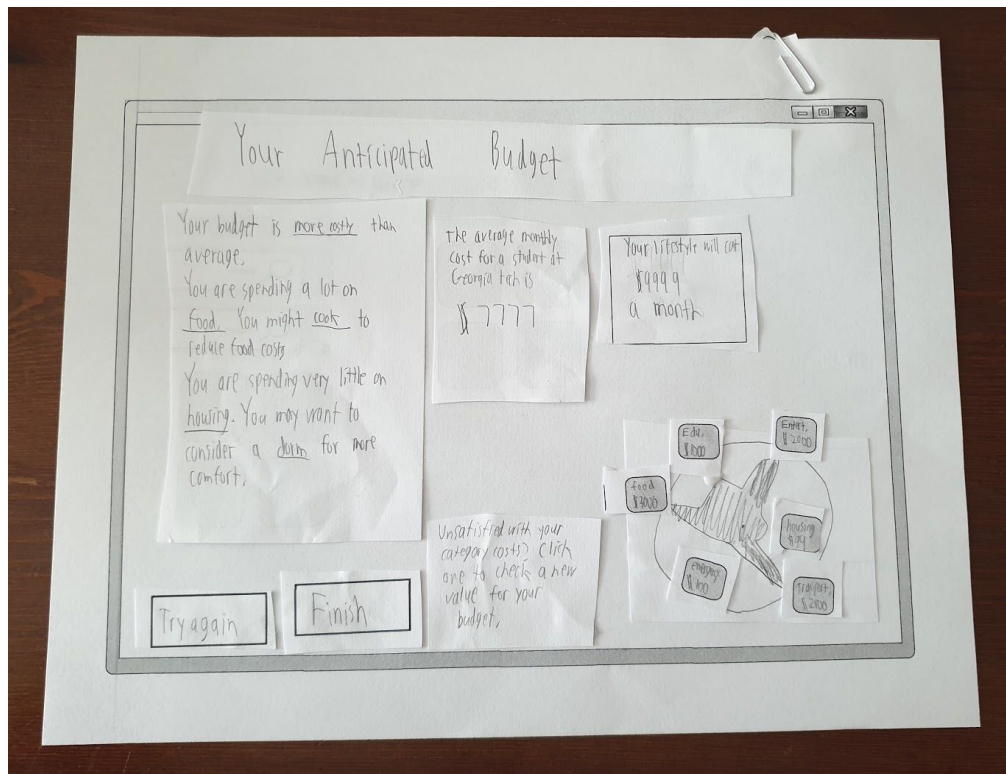 Your Anticipated Budget
Your budget is more costly than
average.
You are spending a lot on
food. You might cook to
reduce food costs
You are spending very little on
housing. You may want to
consider a dorm for more
comfort.
The average monthly
cost for a student at
Georgia tech is
$7777
Your lifestyle will cost
$9999
a month
Edu.
$1000
Entert.
$2000
food
$3000
housing
$99
Transport.
Unsatisfied with your
category costs? Click
one to check a new
value for your
budget.
Try again
Finish